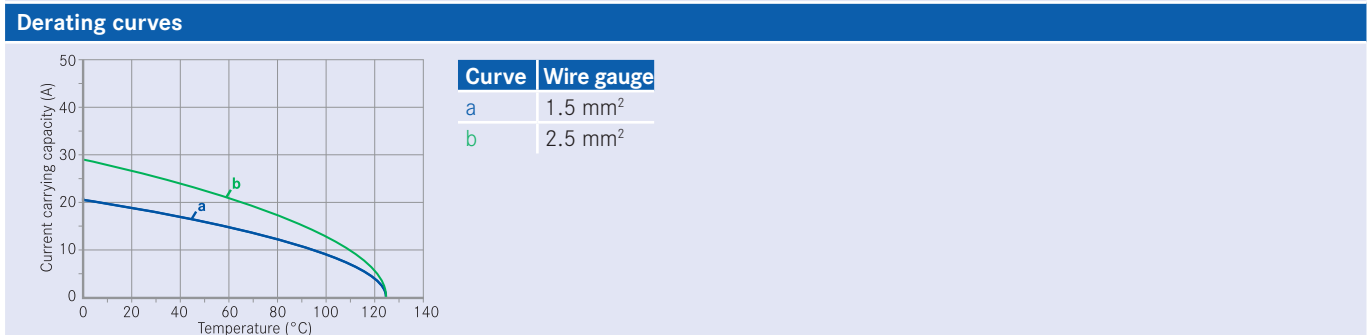 Derating curves
Current carrying capacity (A)
50
40
30
20
10
0
b
a
0 20 40 60 80 100 120 140
Temperature (°C)
Curve Wire gauge
a 1.5 mm²
b 2.5 mm²